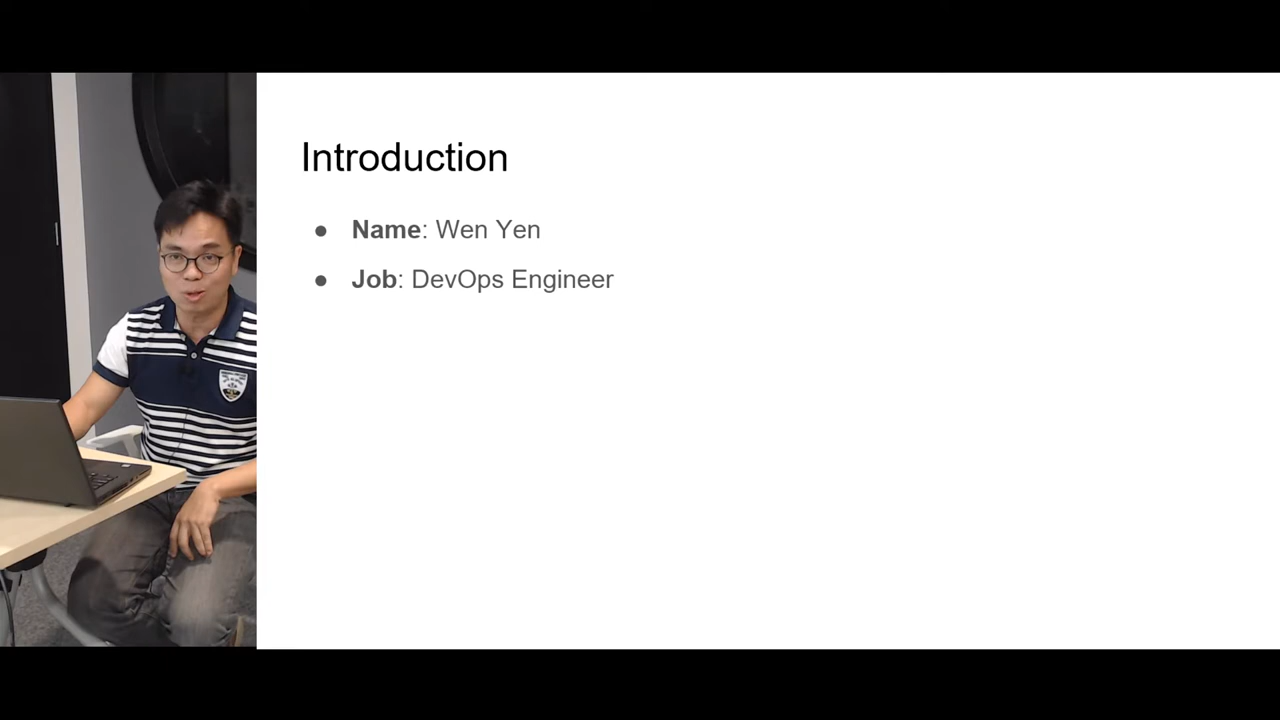 Introduction
● Name: Wen Yen
● Job: DevOps Engineer